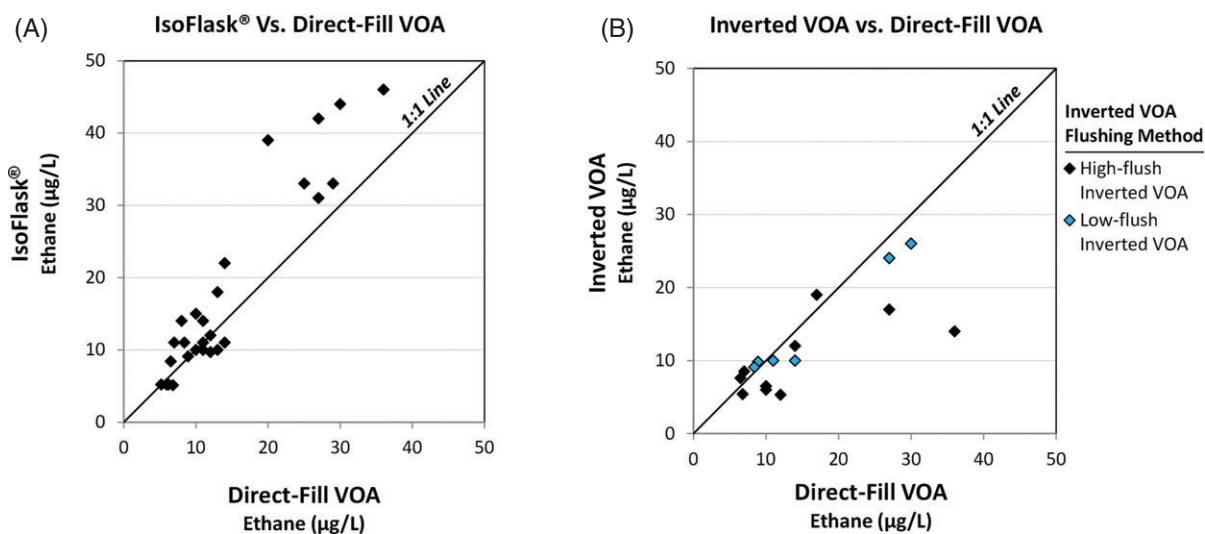 (A)
IsoFlask® Vs. Direct-Fill VOA
50
40
30
20
10
0
0 10 20 30 40 50
IsoFlask®
Ethane (µg/L)
1:1 Line
Direct-Fill VOA
Ethane (µg/L)
(B)
Inverted VOA vs. Direct-Fill VOA
50
40
30
20
10
0
0 10 20 30 40 50
Inverted VOA
Ethane (µg/L)
1:1 Line
Direct-Fill VOA
Ethane (µg/L)
Inverted VOA
Flushing Method
High-flush
Inverted VOA
Low-flush
Inverted VOA